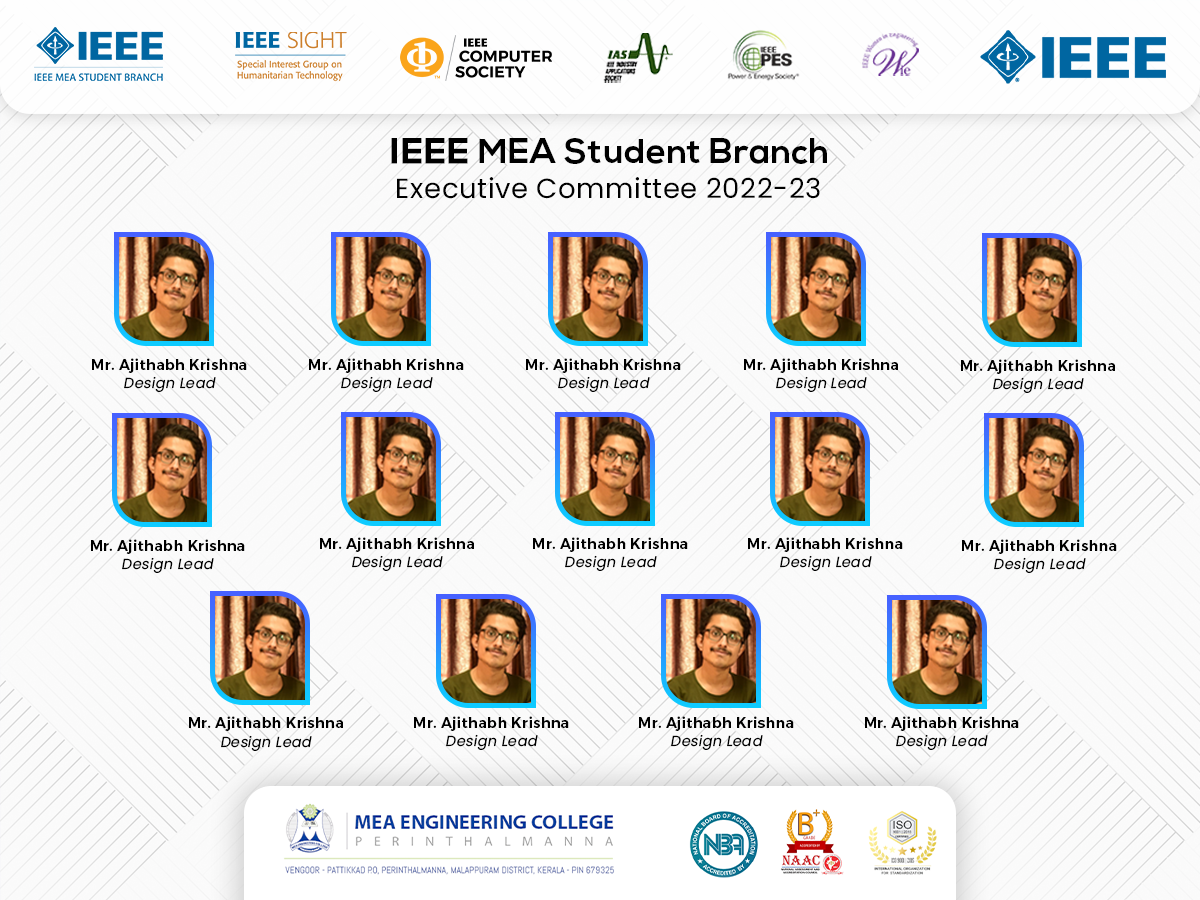 IEEE
IEEE MEA STUDENT BRANCH
IEEE SIGHT
Special Interest Group on
Humanitarian Technology
IEEE
COMPUTER
SOCIETY
IAS
IEEE INDUSTRY
APPLICATIONS
SOCIETY
IEEE
PES
Power & Energy Society®
IEEE Women in Engineering
WIE
IEEE
IEEE MEA Student Branch
Executive Committee 2022-23
Mr. Ajithabh Krishna
Design Lead
Mr. Ajithabh Krishna
Design Lead
Mr. Ajithabh Krishna
Design Lead
Mr. Ajithabh Krishna
Design Lead
Mr. Ajithabh Krishna
Design Lead
Mr. Ajithabh Krishna
Design Lead
Mr. Ajithabh Krishna
Design Lead
Mr. Ajithabh Krishna
Design Lead
Mr. Ajithabh Krishna
Design Lead
Mr. Ajithabh Krishna
Design Lead
Mr. Ajithabh Krishna
Design Lead
Mr. Ajithabh Krishna
Design Lead
Mr. Ajithabh Krishna
Design Lead
Mr. Ajithabh Krishna
Design Lead
MEA ENGINEERING COLLEGE
PERINTHALMANNA
VENGOOR - PATTIKKAD P.O, PERINTHALMANNA, MALAPPURAM DISTRICT, KERALA - PIN 679325
NATIONAL BOARD OF ACCREDITATION
NBA
ACCREDITED BY
B+
GRADE
NAAC
ISO
INTERNATIONAL ORGANIZATION
FOR STANDARDIZATION